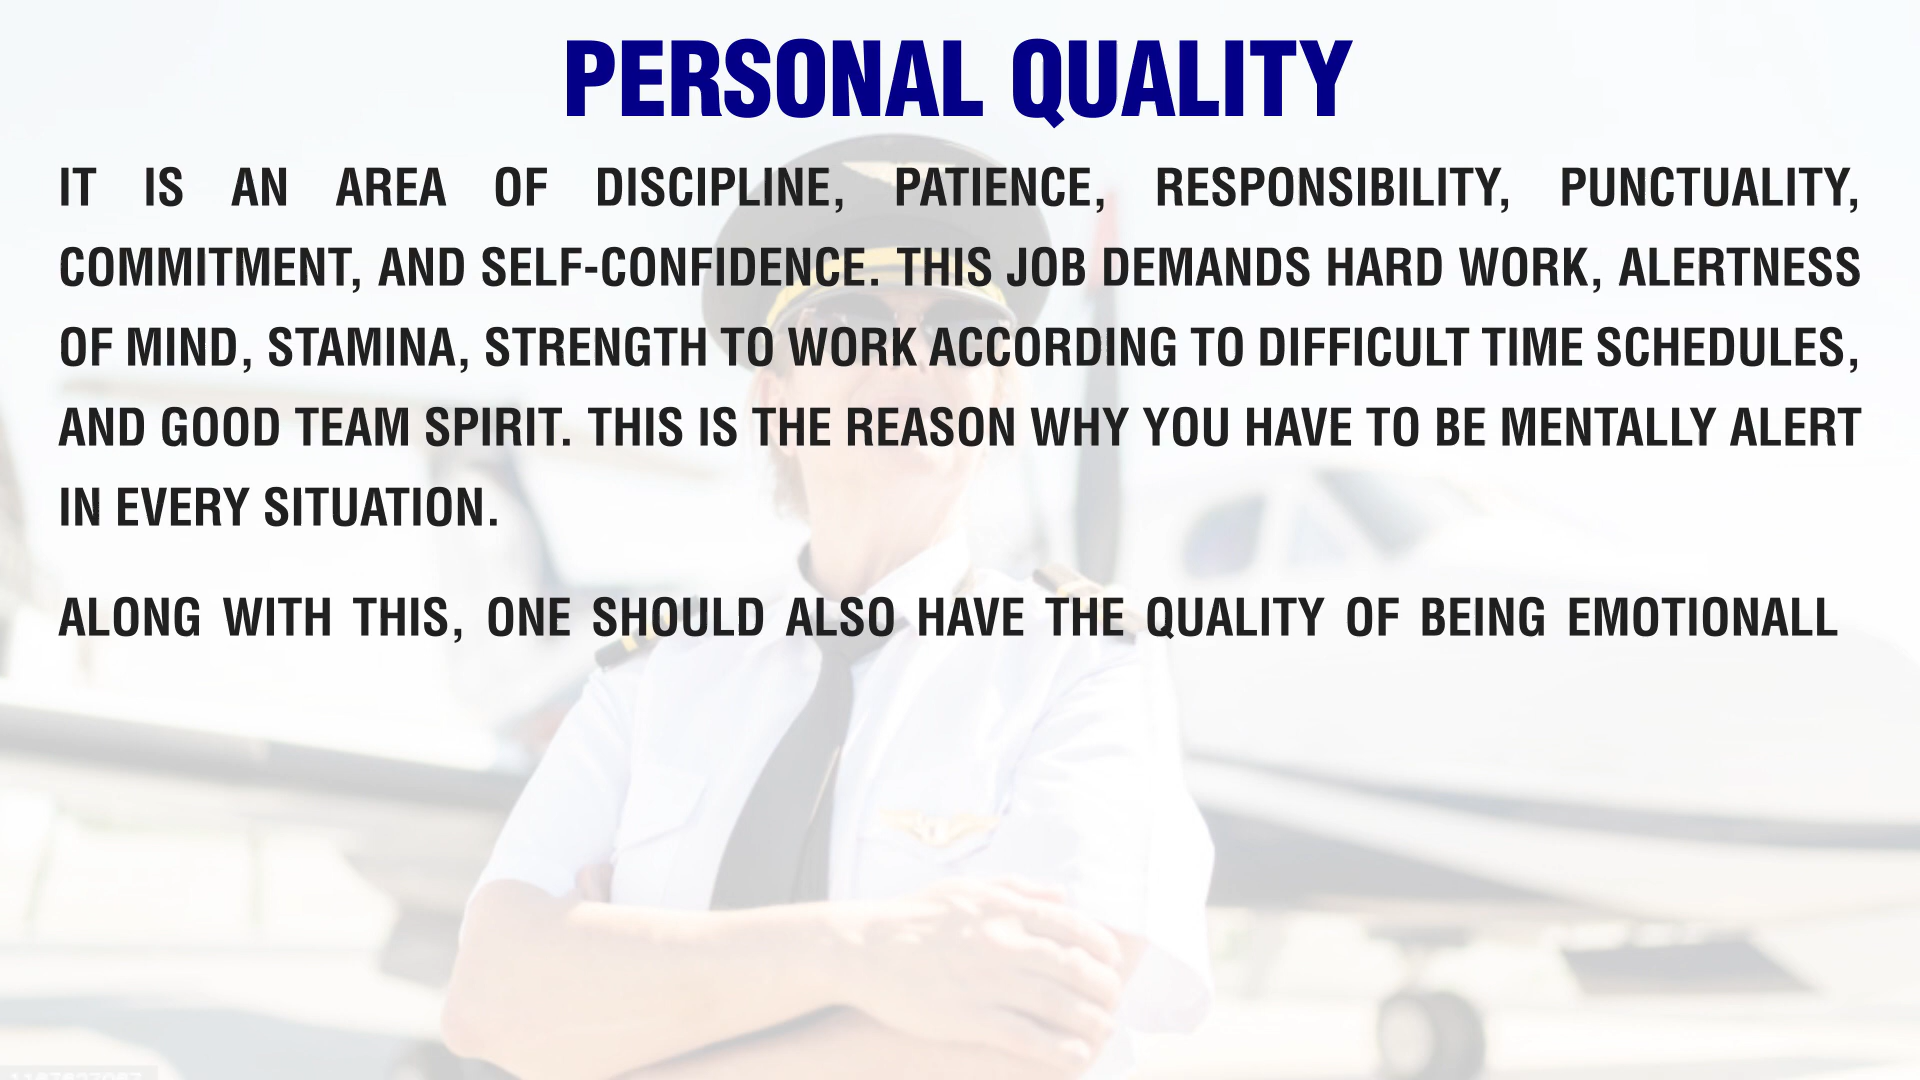 PERSONAL QUALITY
IT IS AN AREA OF DISCIPLINE, PATIENCE, RESPONSIBILITY, PUNCTUALITY,
COMMITMENT, AND SELF-CONFIDENCE. THIS JOB DEMANDS HARD WORK, ALERTNESS
OF MIND, STAMINA, STRENGTH TO WORK ACCORDING TO DIFFICULT TIME SCHEDULES,
AND GOOD TEAM SPIRIT. THIS IS THE REASON WHY YOU HAVE TO BE MENTALLY ALERT
IN EVERY SITUATION.
ALONG WITH THIS, ONE SHOULD ALSO HAVE THE QUALITY OF BEING EMOTIONALL